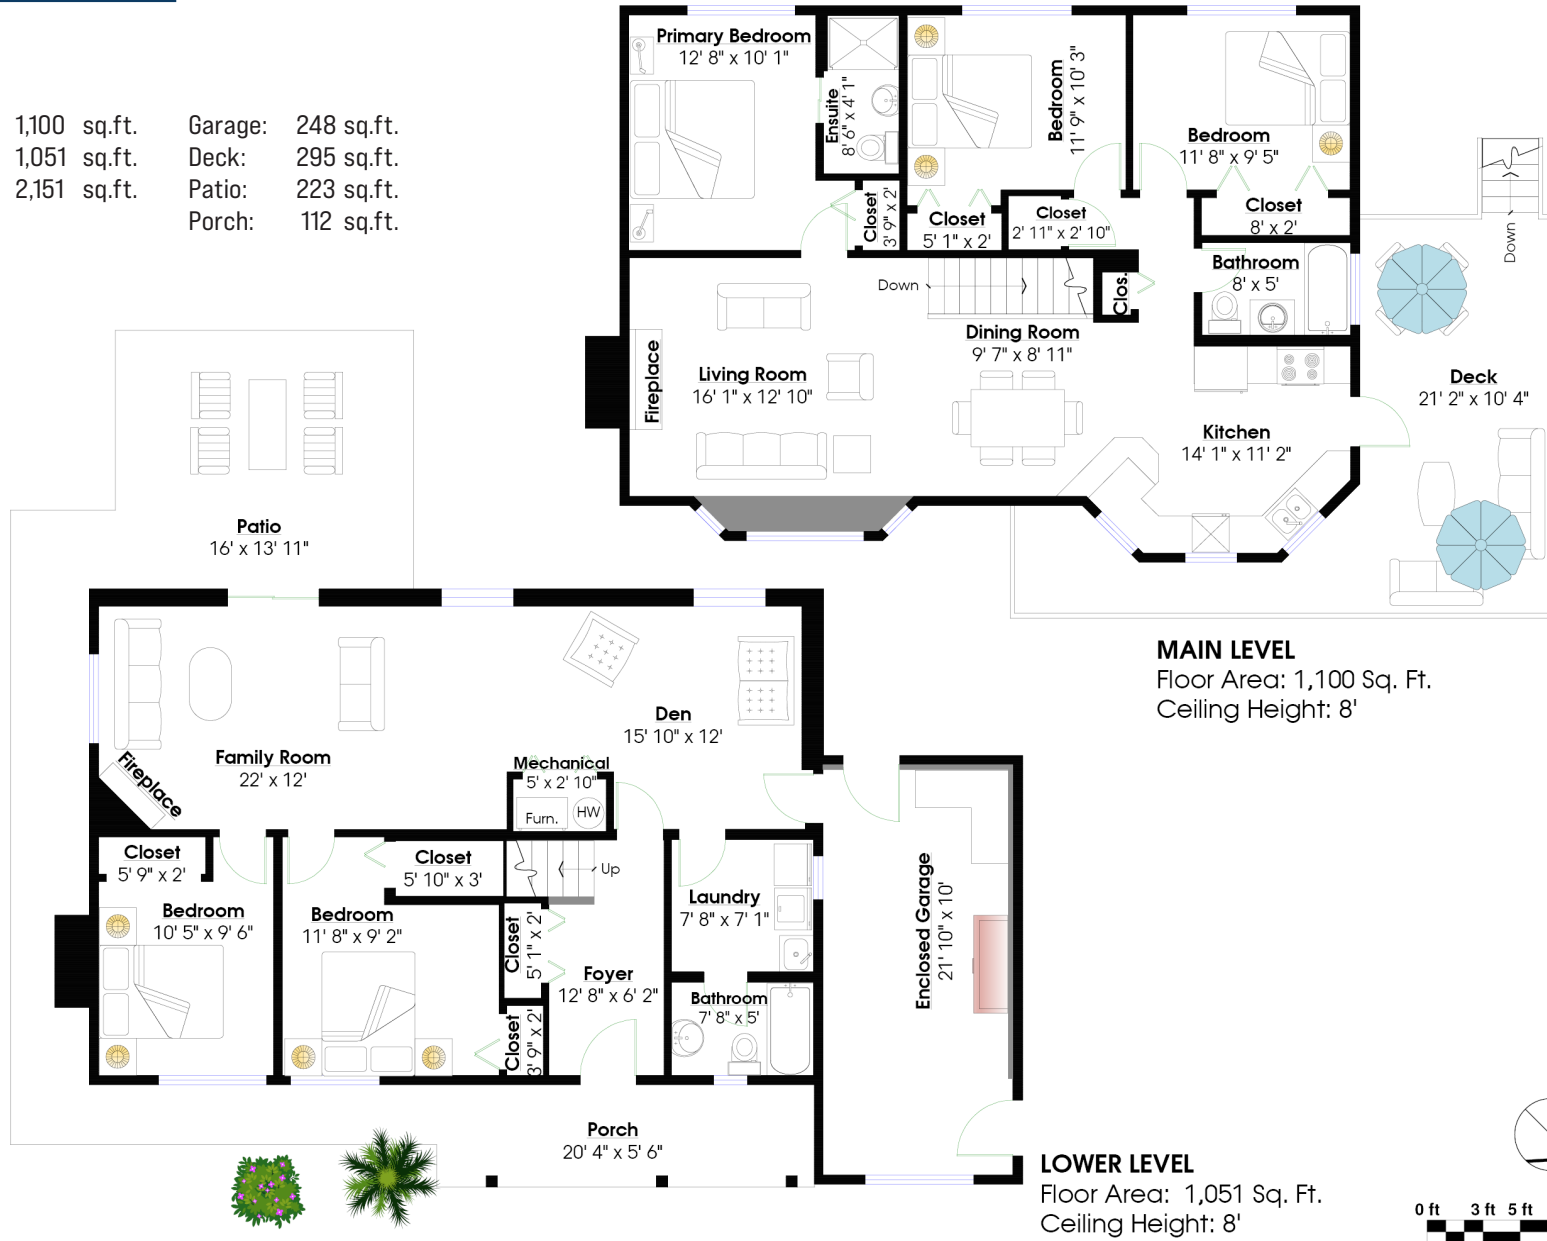 1,100 sq.ft. Garage: 248 sq.ft.
1,051 sq.ft. Deck: 295 sq.ft.
2,151 sq.ft. Patio: 223 sq.ft.
Porch: 112 sq.ft.
Primary Bedroom
12' 8" x 10' 1"
Ensuite
8' 6" x 4' 1"
Bedroom
11' 9" x 10' 3"
Bedroom
11' 8" x 9' 5"
Closet
3' 9" x 2'
Closet
5' 1" x 2'
Closet
2' 11" x 2' 10"
Closet
8' x 2'
Down
Down
Clos.
Bathroom
8' x 5'
Dining Room
9' 7" x 8' 11"
Fireplace
Living Room
16' 1" x 12' 10"
Kitchen
14' 1" x 11' 2"
Deck
21' 2" x 10' 4"
MAIN LEVEL
Floor Area: 1,100 Sq. Ft.
Ceiling Height: 8'
Patio
16' x 13' 11"
Den
15' 10" x 12'
Family Room
22' x 12'
Fireplace
Mechanical
5' x 2' 10"
Furn.
HW
Closet
5' 9" x 2'
Closet
5' 10" x 3'
Up
Bedroom
10' 5" x 9' 6"
Bedroom
11' 8" x 9' 2"
Closet
5' 1" x 2'
Closet
3' 9" x 2'
Foyer
12' 8" x 6' 2"
Laundry
7' 8" x 7' 1"
Bathroom
7' 8" x 5'
Enclosed Garage
21' 10" x 10'
Porch
20' 4" x 5' 6"
LOWER LEVEL
Floor Area: 1,051 Sq. Ft.
Ceiling Height: 8'
0 ft 3 ft 5 ft